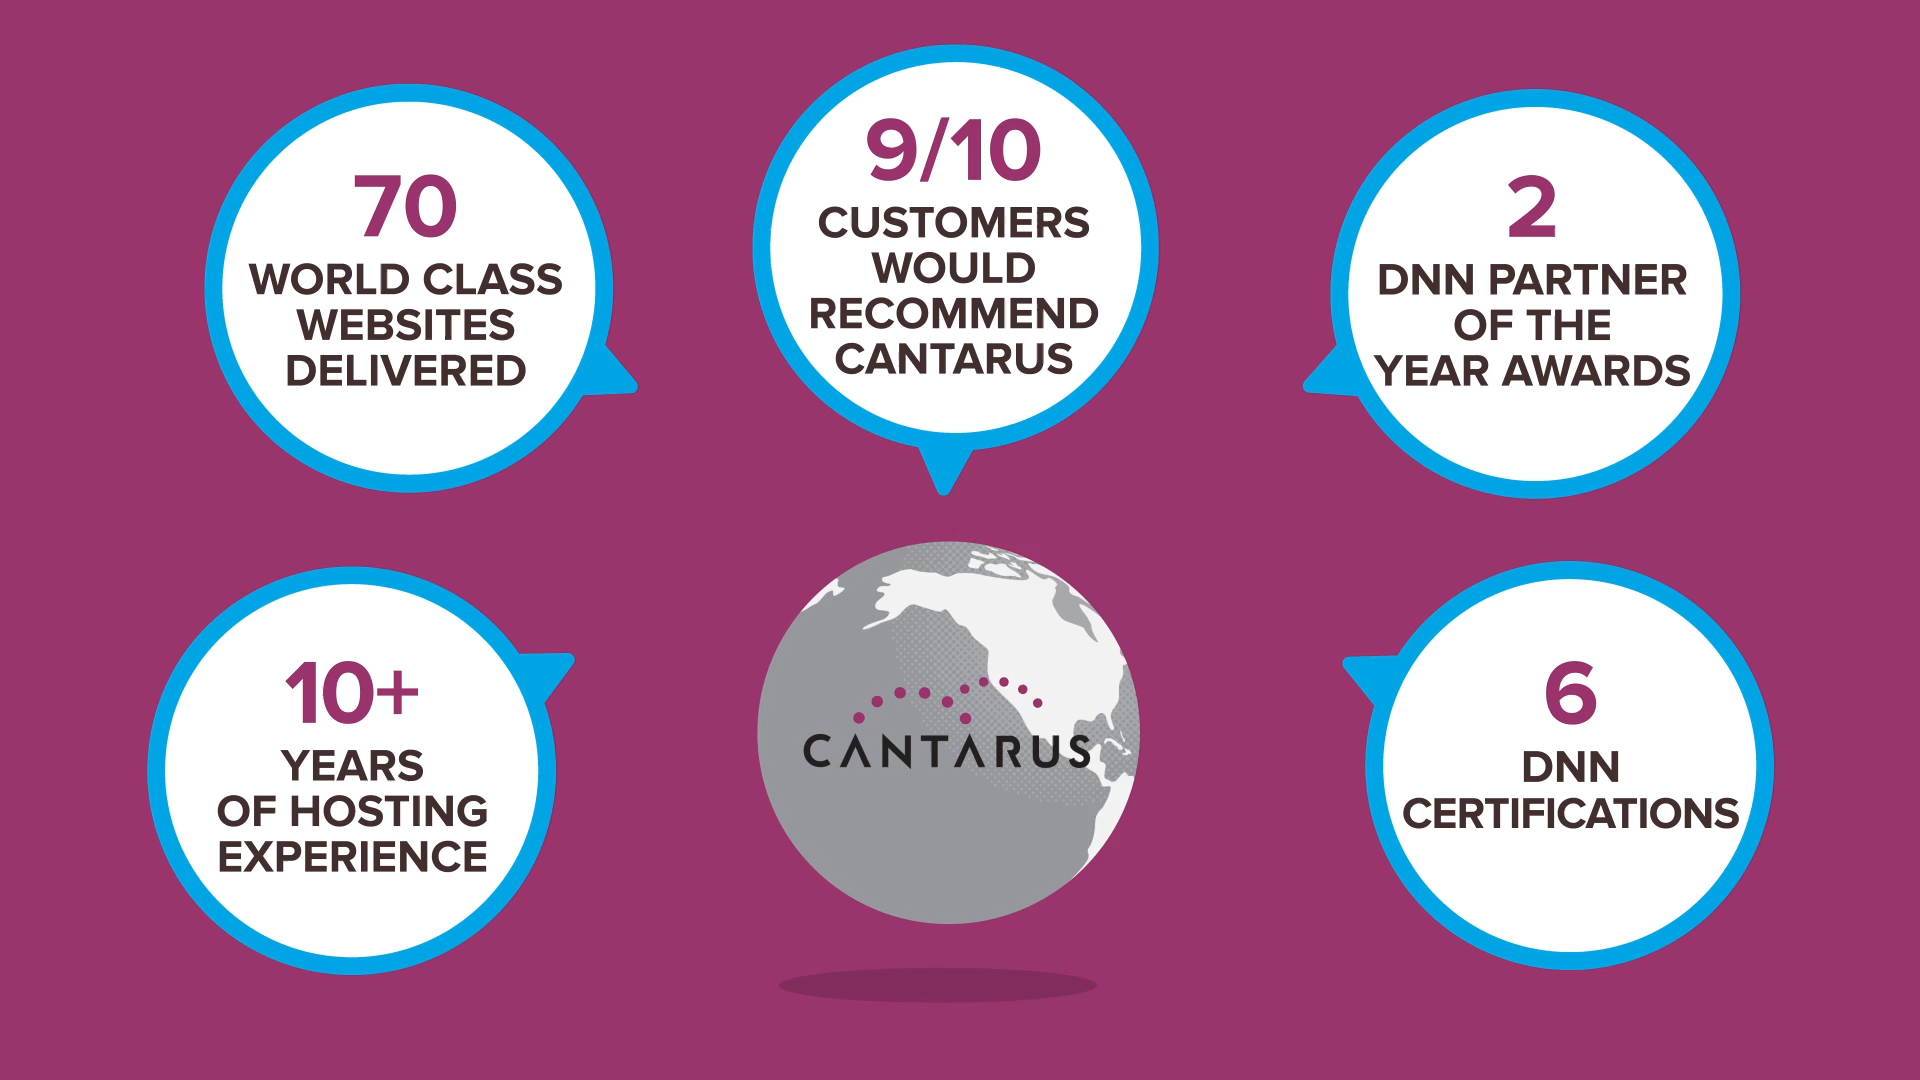 70
WORLD CLASS
WEBSITES
DELIVERED
9/10
CUSTOMERS
WOULD
RECOMMEND
CANTARUS
2
DNN PARTNER
OF THE
YEAR AWARDS
10+
YEARS
OF HOSTING
EXPERIENCE
CANTARUS
6
DNN
CERTIFICATIONS